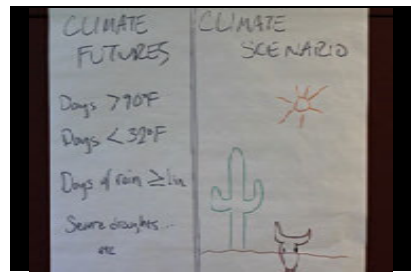 CLIMATE
FUTURES
Days >90°F
Days <32°F
Days of rain ≥1in
Severe droughts...
etc
CLIMATE
SCENARIO